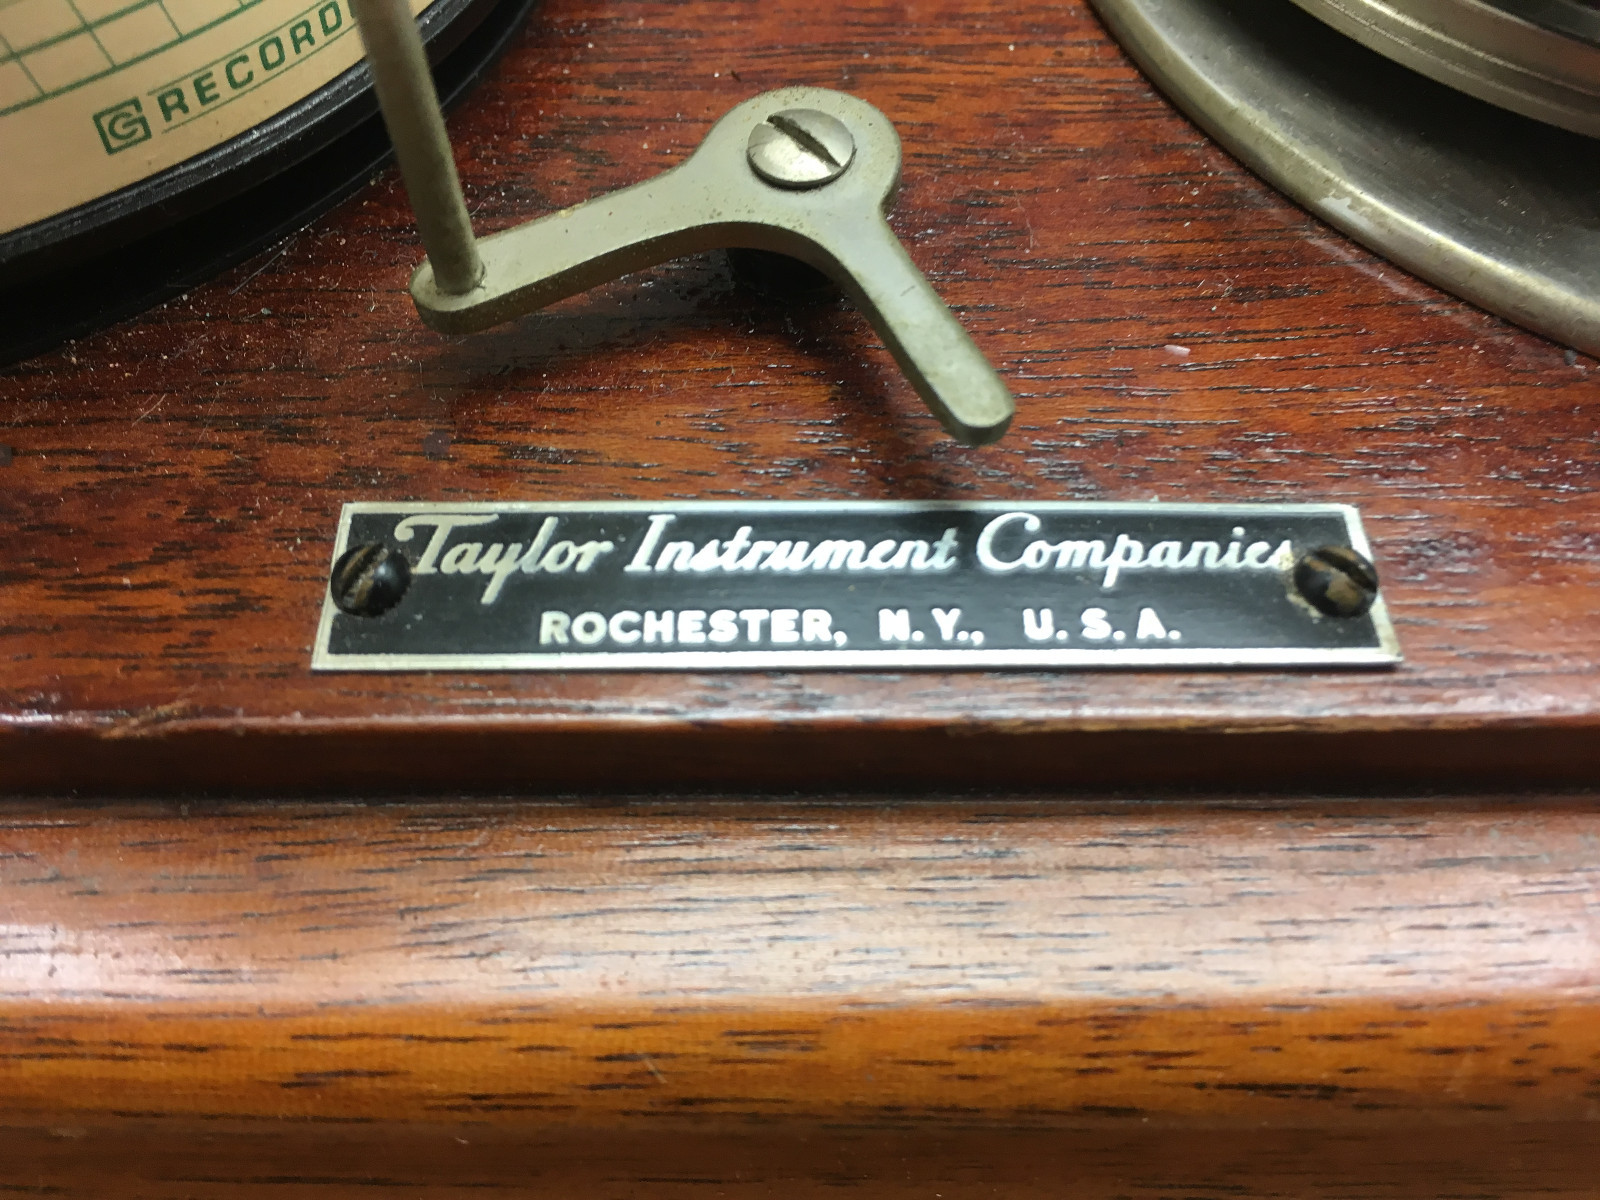 G RECORD
Taylor Instrument Companies
ROCHESTER, N.Y., U.S.A.